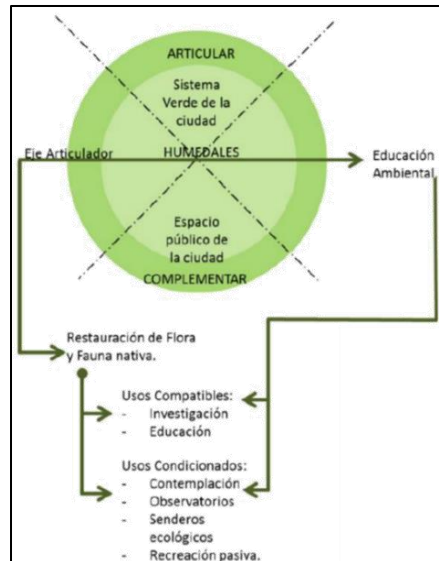 ARTICULAR
Sistema
Verde de la
ciudad
Eje Articulador
HUMEDALES
Educación
Ambiental
Espacio
público de
la ciudad
COMPLEMENTAR
Restauración de Flora
y Fauna nativa.
Usos Compatibles:
- Investigación
- Educación
Usos Condicionados:
- Contemplación
- Observatorios
- Senderos
ecológicos
- Recreación pasiva.